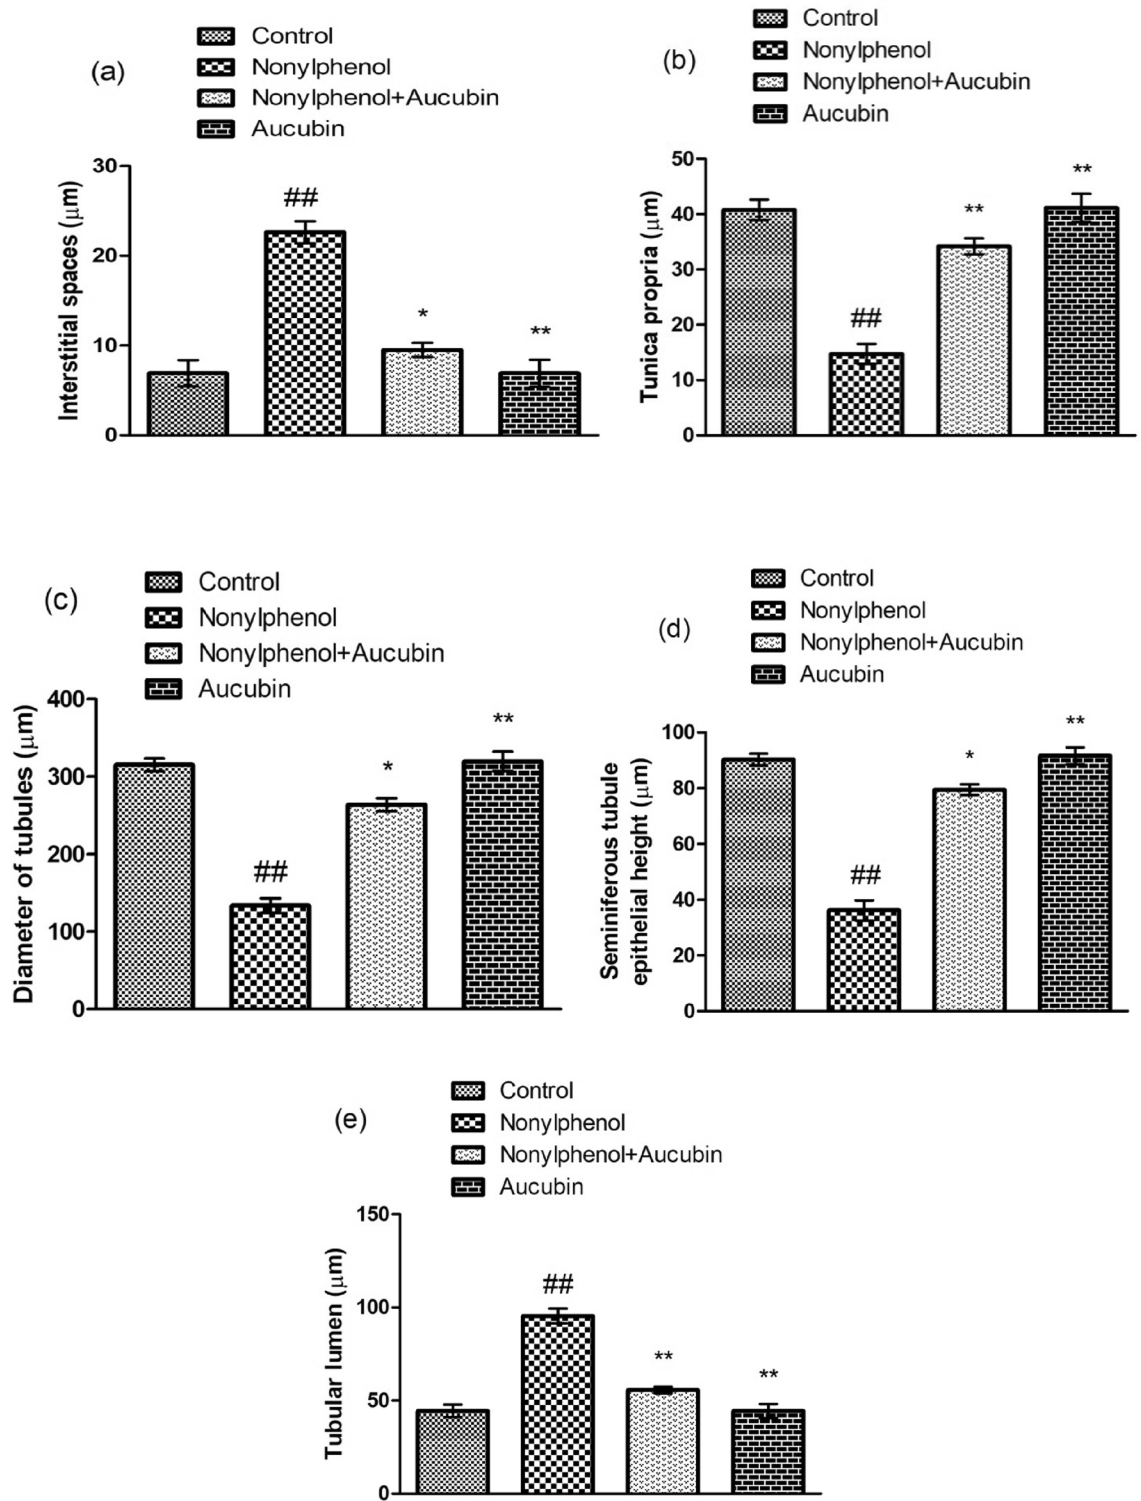 (a)
Control
Nonylphenol
Nonylphenol+Aucubin
Aucubin
Interstitial spaces (μm)
30
20
10
0
##
*
**
(b)
Control
Nonylphenol
Nonylphenol+Aucubin
Aucubin
Tunica propria (μm)
50
40
30
20
10
0
##
**
**
(c)
Control
Nonylphenol
Nonylphenol+Aucubin
Aucubin
Diameter of tubules (μm)
400
300
200
100
0
##
*
**
(d)
Control
Nonylphenol
Nonylphenol+Aucubin
Aucubin
Seminiferous tubule
epithelial height (μm)
100
80
60
40
20
0
##
*
**
(e)
Control
Nonylphenol
Nonylphenol+Aucubin
Aucubin
Tubular lumen (μm)
150
100
50
0
##
**
**